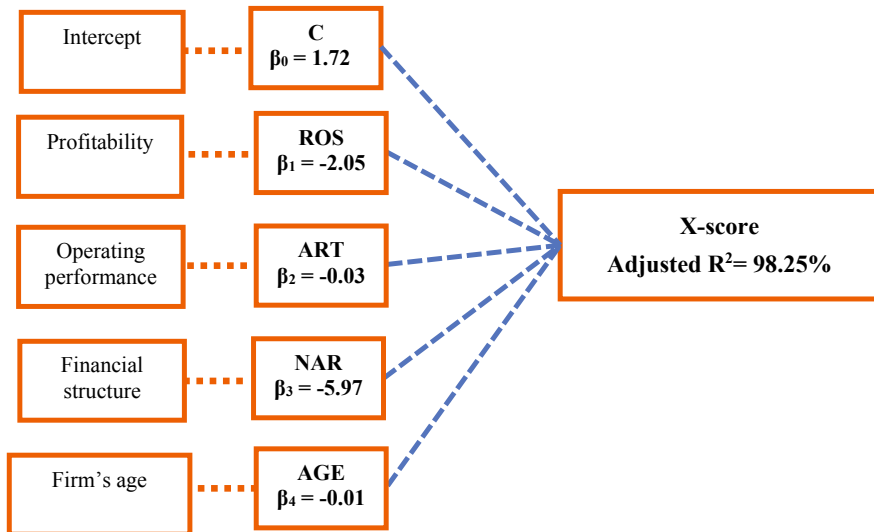 Intercept
C
β₀ = 1.72
Profitability
ROS
β₁ = -2.05
Operating
performance
ART
β₂ = -0.03
X-score
Adjusted R²= 98.25%
Financial
structure
NAR
β₃ = -5.97
Firm’s age
AGE
β₄ = -0.01